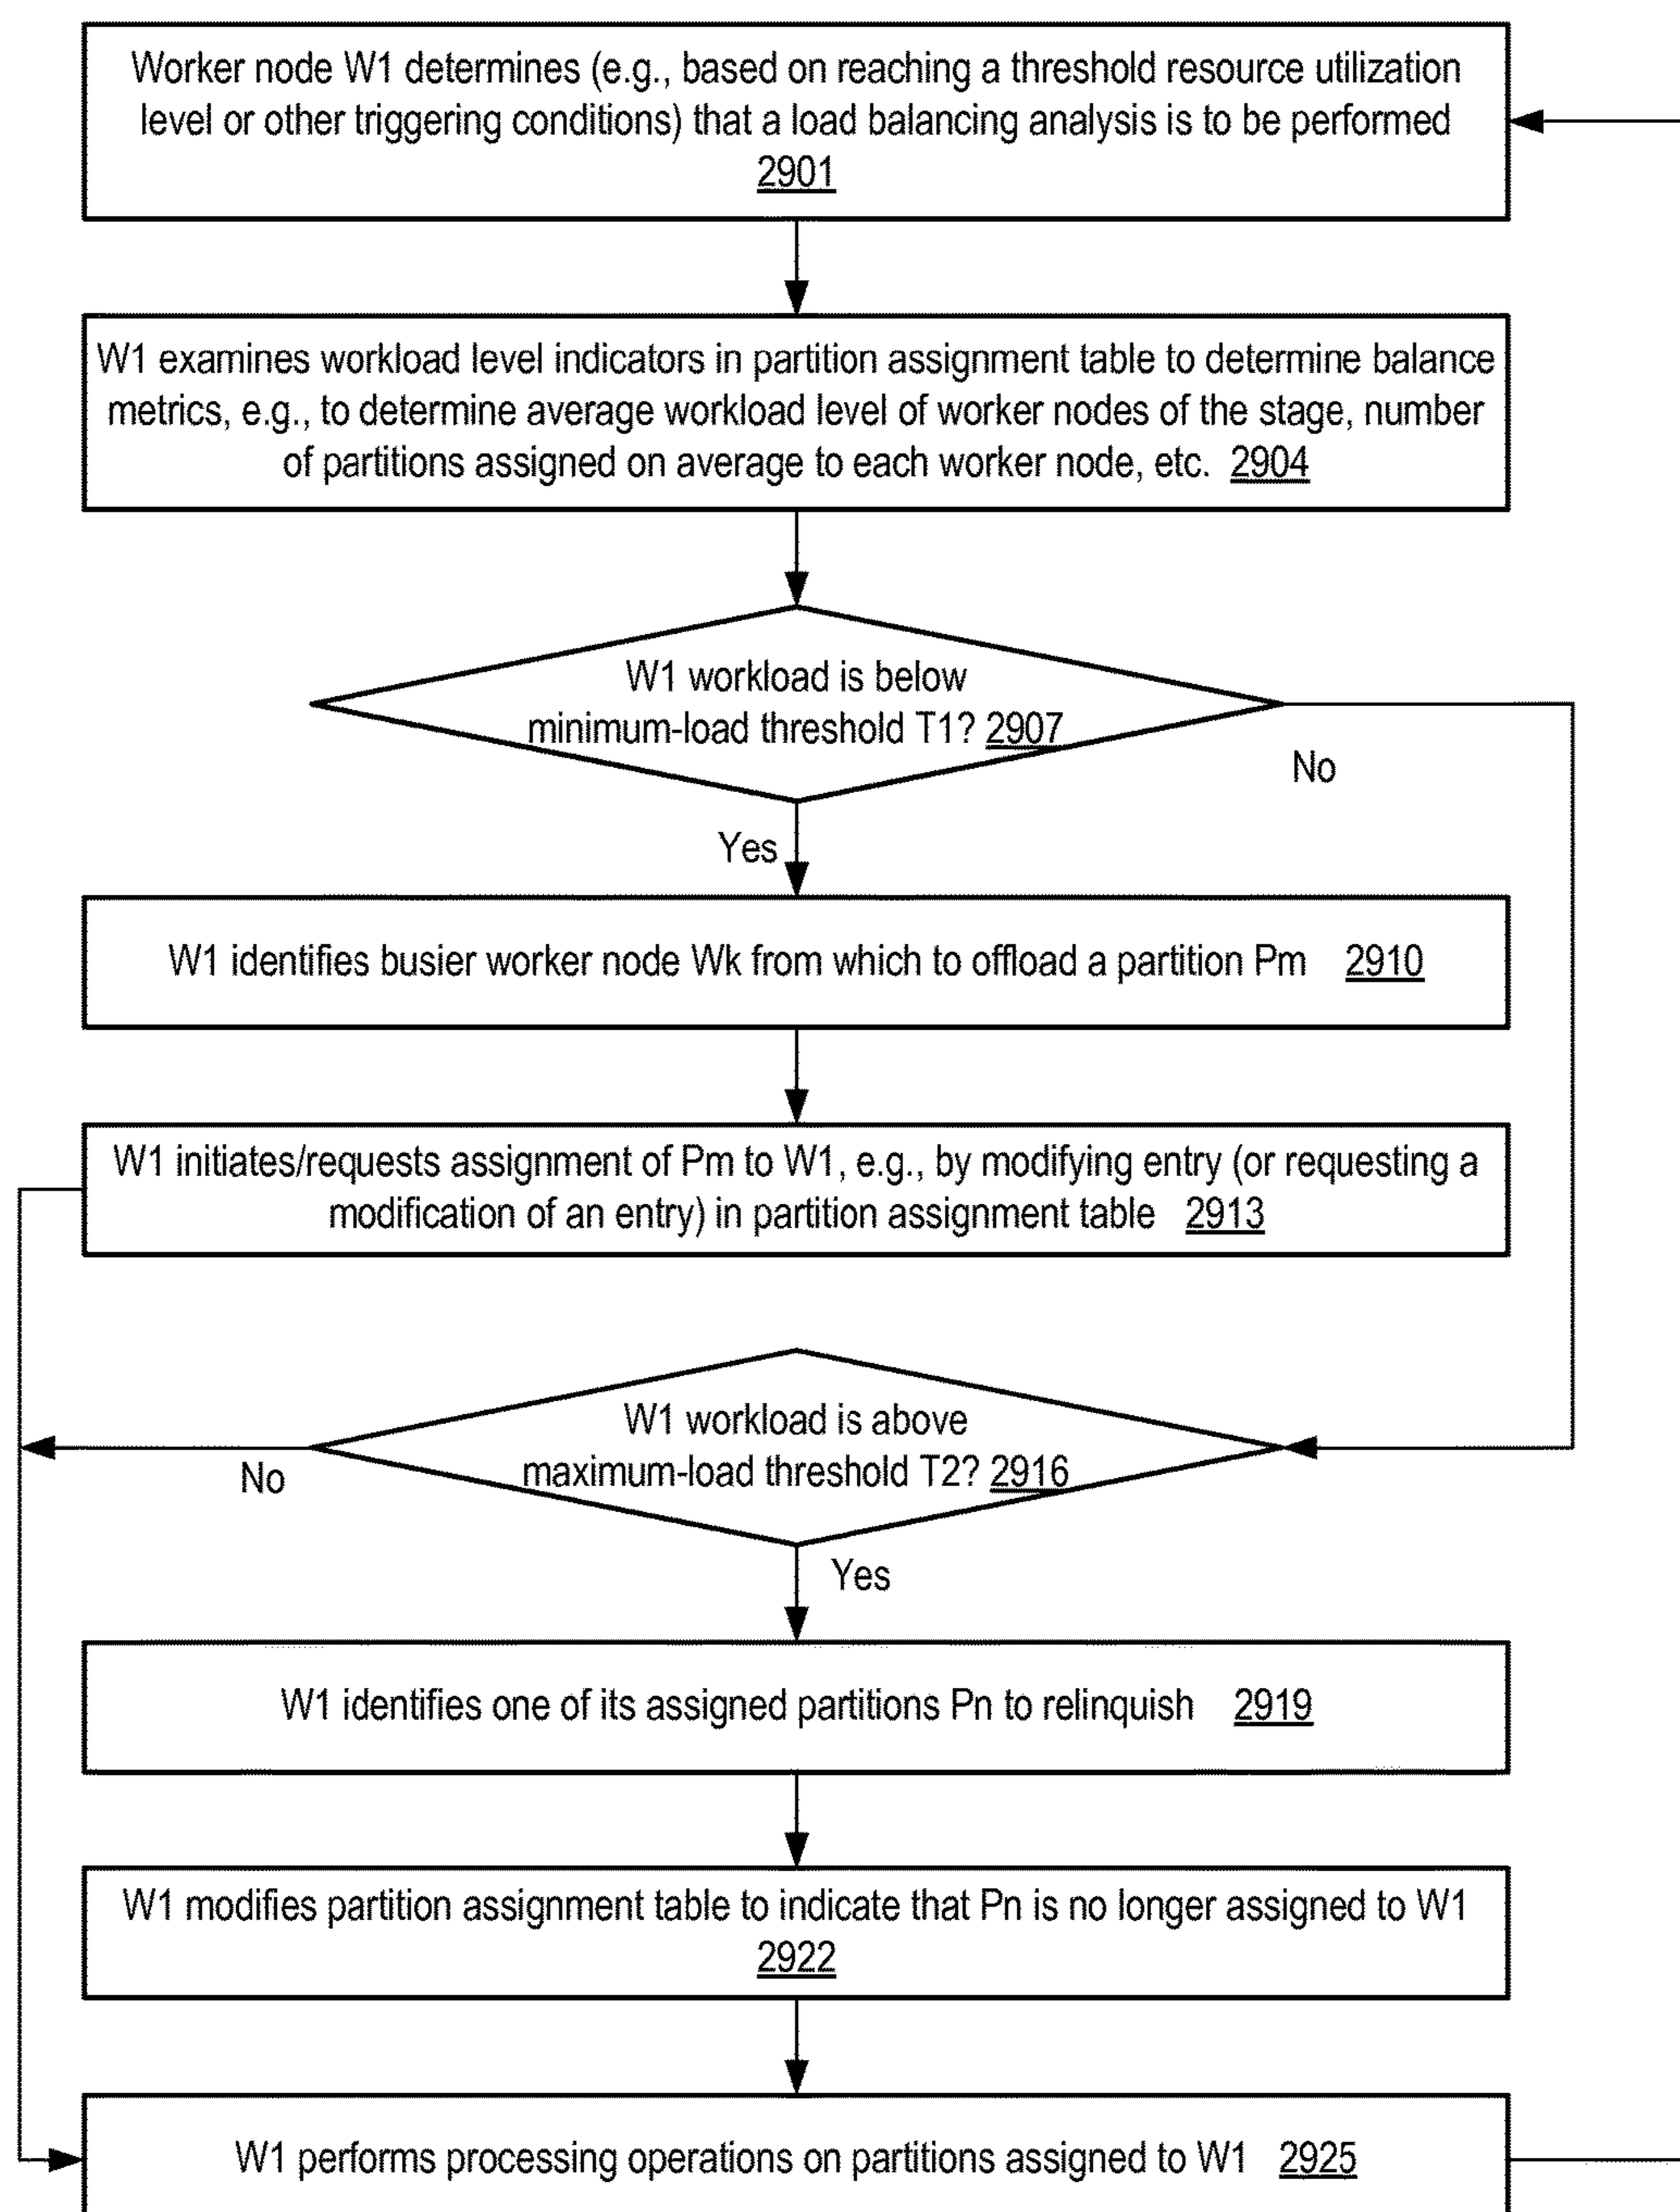 Worker node W1 determines (e.g., based on reaching a threshold resource utilization
level or other triggering conditions) that a load balancing analysis is to be performed
2901
W1 examines workload level indicators in partition assignment table to determine balance
metrics, e.g., to determine average workload level of worker nodes of the stage, number
of partitions assigned on average to each worker node, etc. 2904
W1 workload is below
minimum-load threshold T1? 2907
No
Yes
W1 identifies busier worker node Wk from which to offload a partition Pm 2910
W1 initiates/requests assignment of Pm to W1, e.g., by modifying entry (or requesting a
modification of an entry) in partition assignment table 2913
W1 workload is above
maximum-load threshold T2? 2916
No
Yes
W1 identifies one of its assigned partitions Pn to relinquish 2919
W1 modifies partition assignment table to indicate that Pn is no longer assigned to W1
2922
W1 performs processing operations on partitions assigned to W1 2925